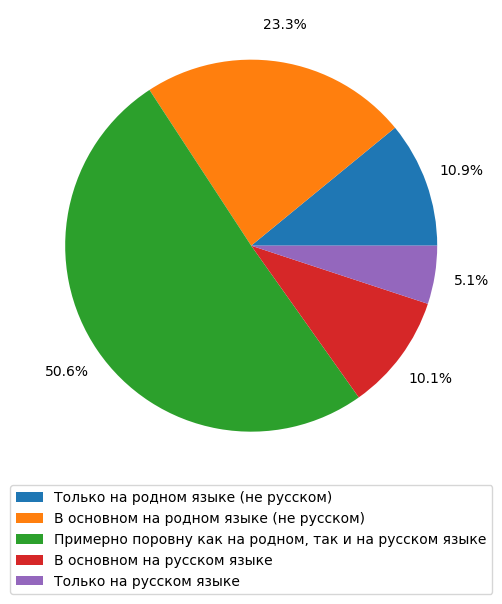 23.3%
10.9%
5.1%
50.6%
10.1%
Только на родном языке (не русском)
В основном на родном языке (не русском)
Примерно поровну как на родном, так и на русском языке
В основном на русском языке
Только на русском языке